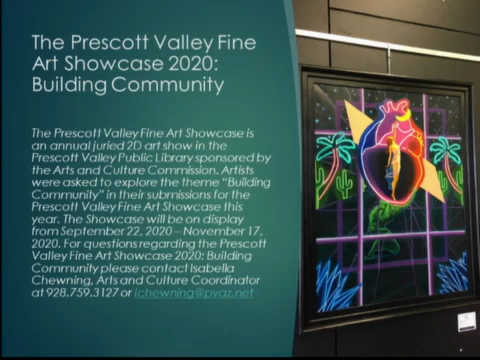 The Prescott Valley Fine
Art Showcase 2020:
Building Community
The Prescott Valley Fine Art Showcase is
an annual juried 2D art show in the
Prescott Valley Public Library sponsored by
the Arts and Culture Commission. Artists
were asked to explore the theme “Building
Community” in their submissions for the
Prescott Valley Fine Art Showcase this
year. The Showcase will be on display
from September 22, 2020 – November 17,
2020. For questions regarding the Prescott
Valley Fine Art Showcase 2020: Building
Community please contact Isabella
Chewning, Arts and Culture Coordinator
at 928.759.3127 or ichewning@pvaz.net